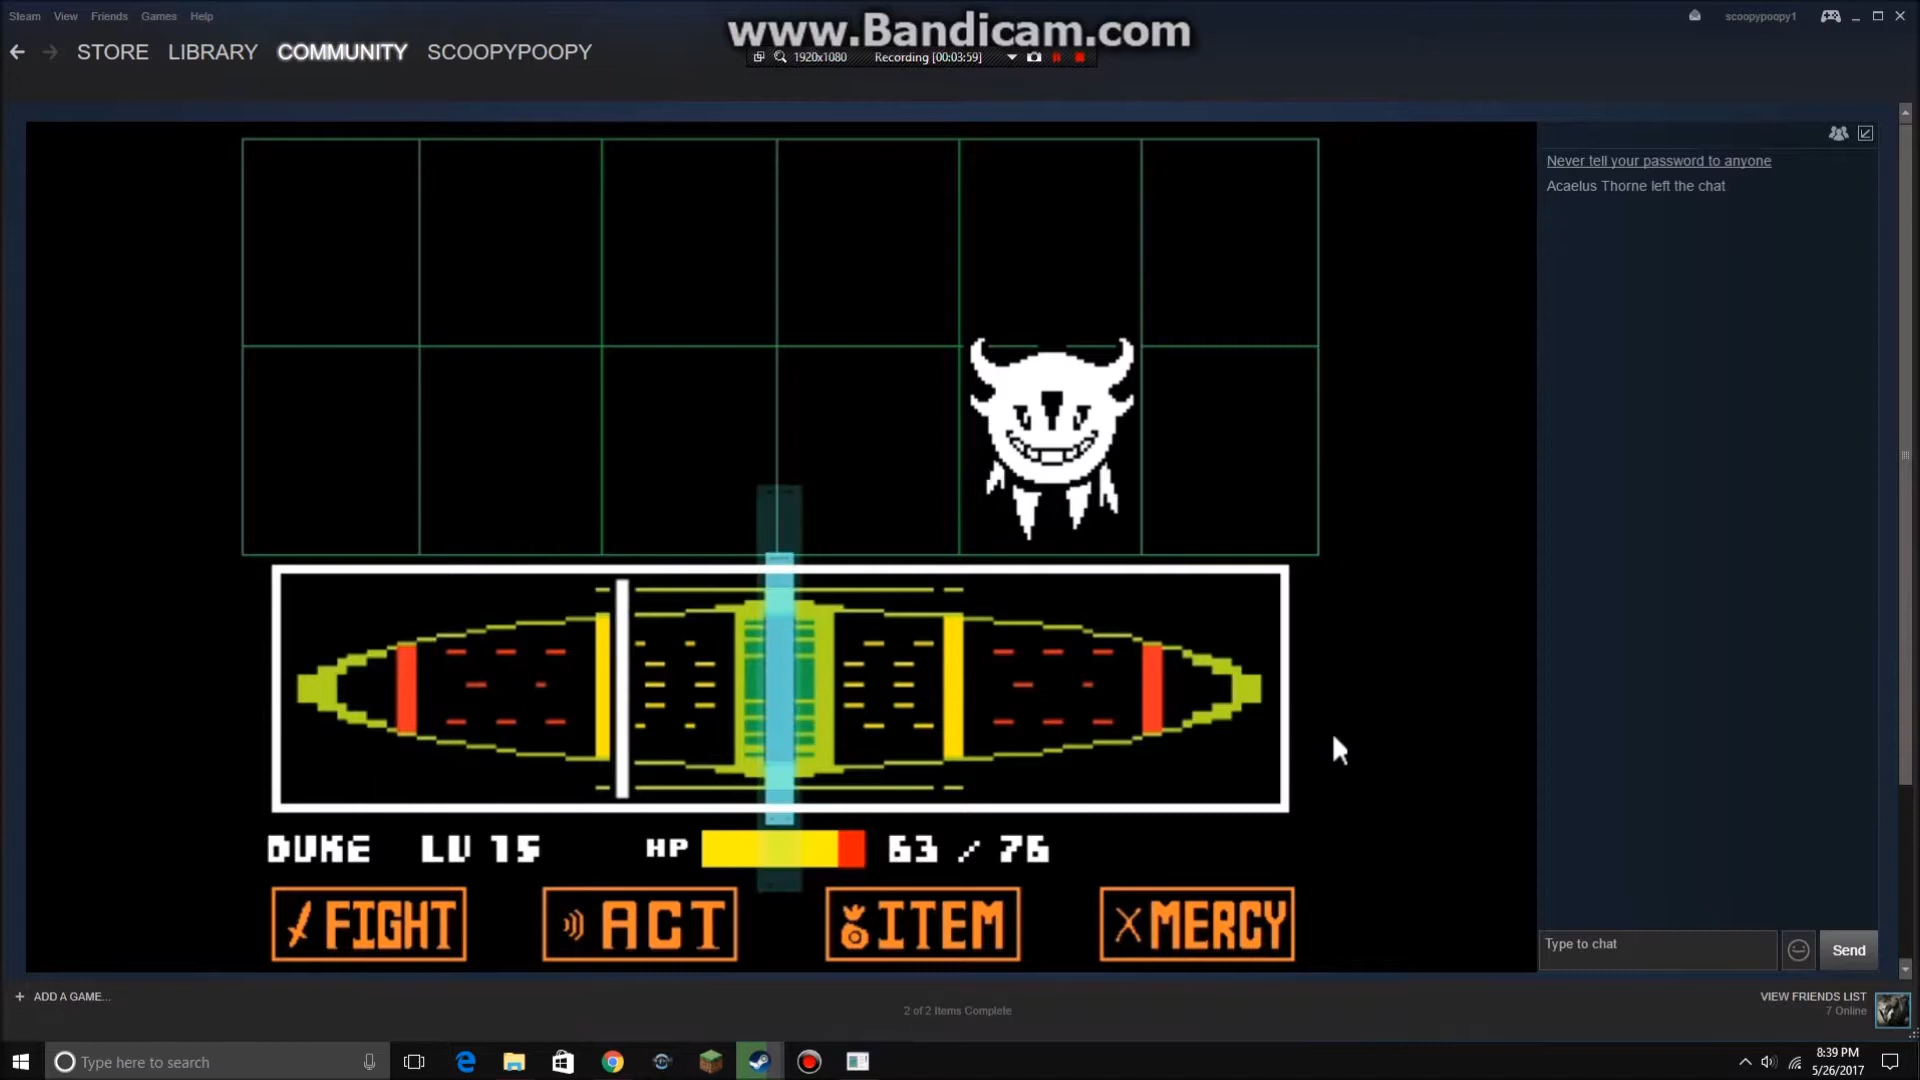 Steam View Friends Games Help
www.Bandicam.com
scoopypoopy1
STORE LIBRARY COMMUNITY SCOOPYPOOPY
1920x1080 Recording [00:03:59]
Never tell your password to anyone
Acaelus Thorne left the chat
DUKE LV 15 HP 63 / 76
FIGHT ACT ITEM MERCY
Type to chat
Send
+ ADD A GAME...
2 of 2 Items Complete
VIEW FRIENDS LIST
7 Online
Type here to search
8:39 PM
5/26/2017